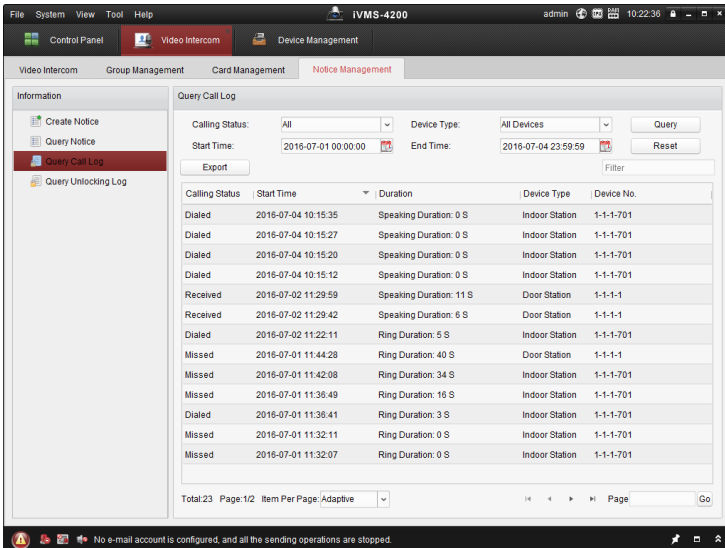 File System View Tool Help iVMS-4200 admin 10:22:36
Control Panel Video Intercom Device Management
Video Intercom Group Management Card Management Notice Management
Information Query Call Log
Create Notice
Query Notice
Query Call Log
Query Unlocking Log
Calling Status: All Device Type: All Devices Query
Start Time: 2016-07-01 00:00:00 End Time: 2016-07-04 23:59:59 Reset
Export Filter
Calling Status Start Time Duration Device Type Device No.
Dialed 2016-07-04 10:15:35 Speaking Duration: 0 S Indoor Station 1-1-1-701
Dialed 2016-07-04 10:15:27 Speaking Duration: 0 S Indoor Station 1-1-1-701
Dialed 2016-07-04 10:15:20 Speaking Duration: 0 S Indoor Station 1-1-1-701
Dialed 2016-07-04 10:15:12 Speaking Duration: 0 S Indoor Station 1-1-1-701
Received 2016-07-02 11:29:59 Speaking Duration: 11 S Door Station 1-1-1-1
Received 2016-07-02 11:29:42 Speaking Duration: 6 S Door Station 1-1-1-1
Dialed 2016-07-02 11:22:11 Ring Duration: 5 S Indoor Station 1-1-1-701
Missed 2016-07-01 11:44:28 Ring Duration: 40 S Door Station 1-1-1-1
Missed 2016-07-01 11:42:08 Ring Duration: 34 S Indoor Station 1-1-1-701
Missed 2016-07-01 11:36:49 Ring Duration: 16 S Indoor Station 1-1-1-701
Dialed 2016-07-01 11:36:41 Ring Duration: 3 S Indoor Station 1-1-1-701
Missed 2016-07-01 11:32:11 Ring Duration: 0 S Indoor Station 1-1-1-701
Missed 2016-07-01 11:32:07 Ring Duration: 0 S Indoor Station 1-1-1-701
Total:23 Page:1/2 Item Per Page: Adaptive Page Go
No e-mail account is configured, and all the sending operations are stopped.